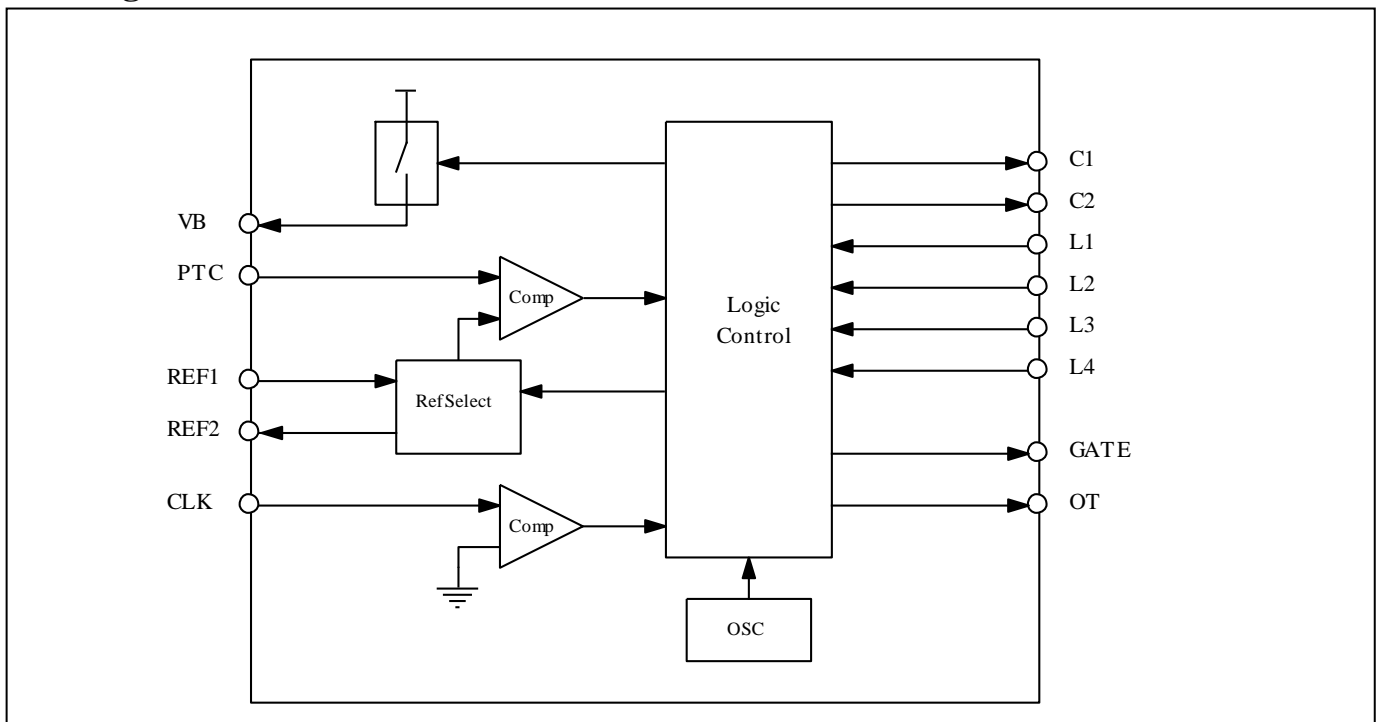 VB
PTC
REF1
REF2
CLK
Comp
RefSelect
Comp
Logic
Control
OSC
C1
C2
L1
L2
L3
L4
GATE
OT